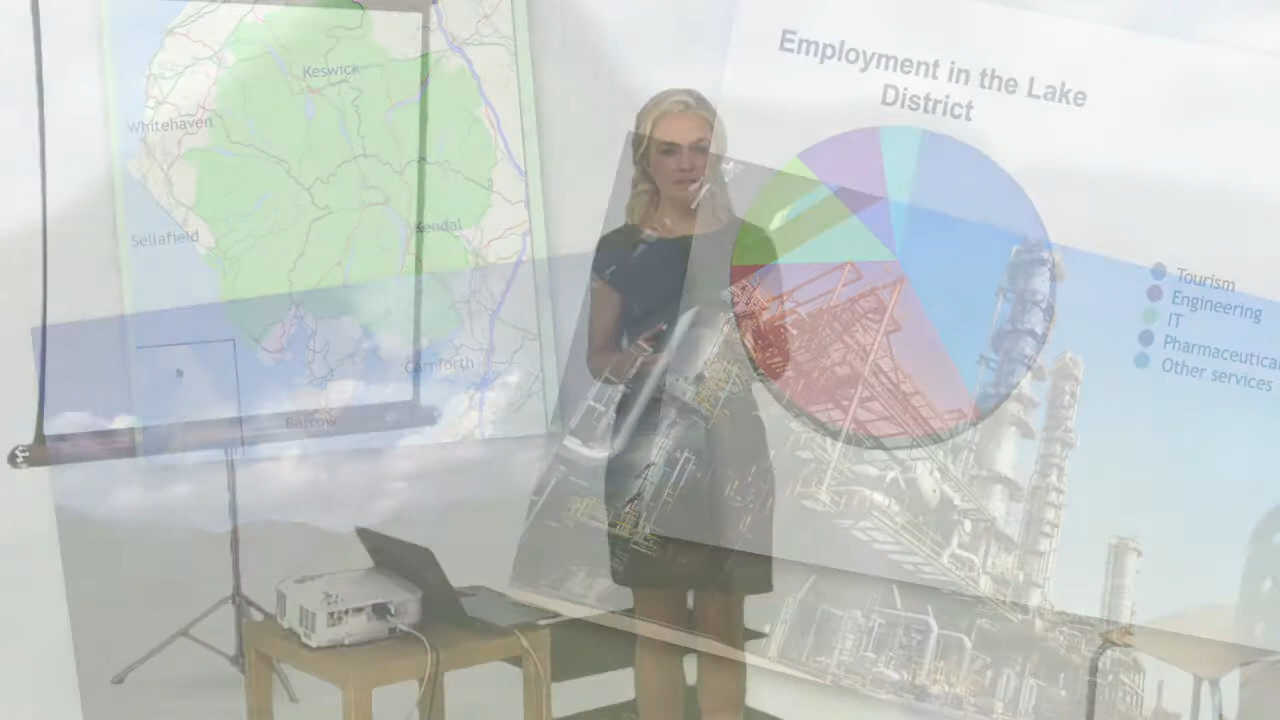 Keswick
Whitehaven
Sellafield
Kendal
Carnforth
Barrow
Employment in the Lake
District
Tourism
Engineering
IT
Pharmaceutical
Other services